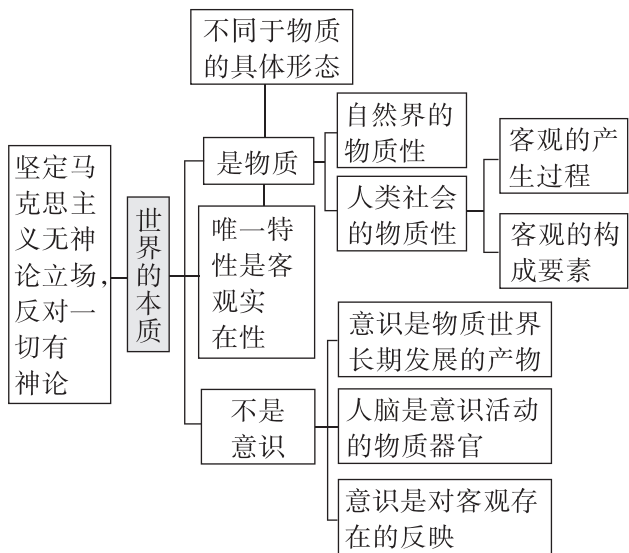 不同于物质
的具体形态
坚定马
克思主
义无神
论立场,
反对一
切有
神论
世界的本质
是物质
自然界的
物质性
人类社会
的物质性
客观的产
生过程
客观的构
成要素
唯一特
性是客
观实
在性
不是
意识
意识是物质世界
长期发展的产物
人脑是意识活动
的物质器官
意识是对客观存
在的反映